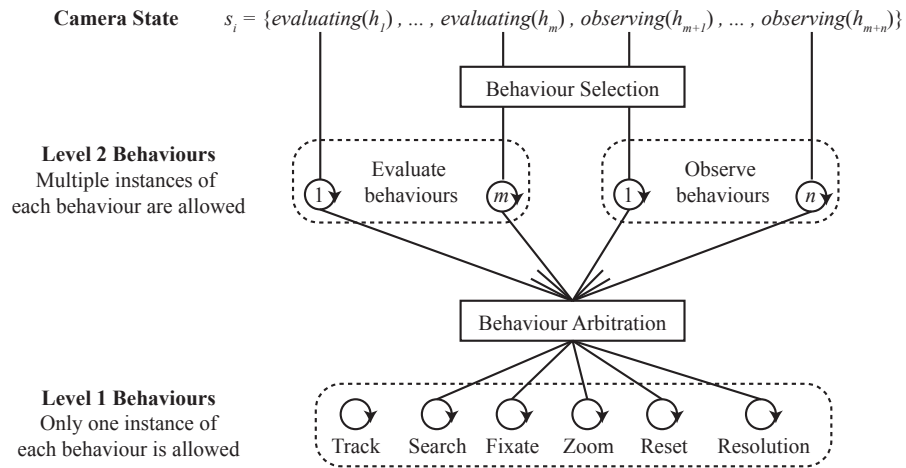 Camera State s_i = {evaluating(h_1) , ... , evaluating(h_m) , observing(h_{m+1}) , ... , observing(h_{m+n})}
Behaviour Selection
Level 2 Behaviours
Multiple instances of
each behaviour are allowed
Evaluate
behaviours
Observe
behaviours
1 m 1 n
Behaviour Arbitration
Level 1 Behaviours
Only one instance of
each behaviour is allowed
Track Search Fixate Zoom Reset Resolution